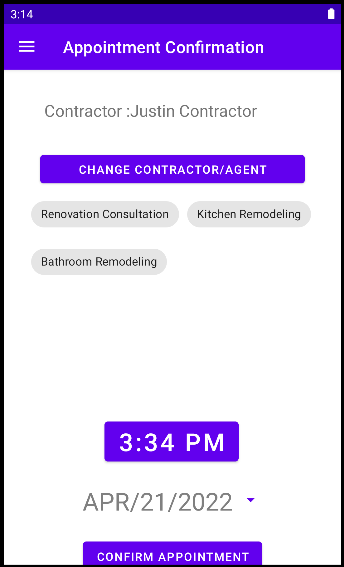 3:14
Appointment Confirmation
Contractor :Justin Contractor
CHANGE CONTRACTOR/AGENT
Renovation Consultation Kitchen Remodeling
Bathroom Remodeling
3:34 PM
APR/21/2022
CONFIRM APPOINTMENT